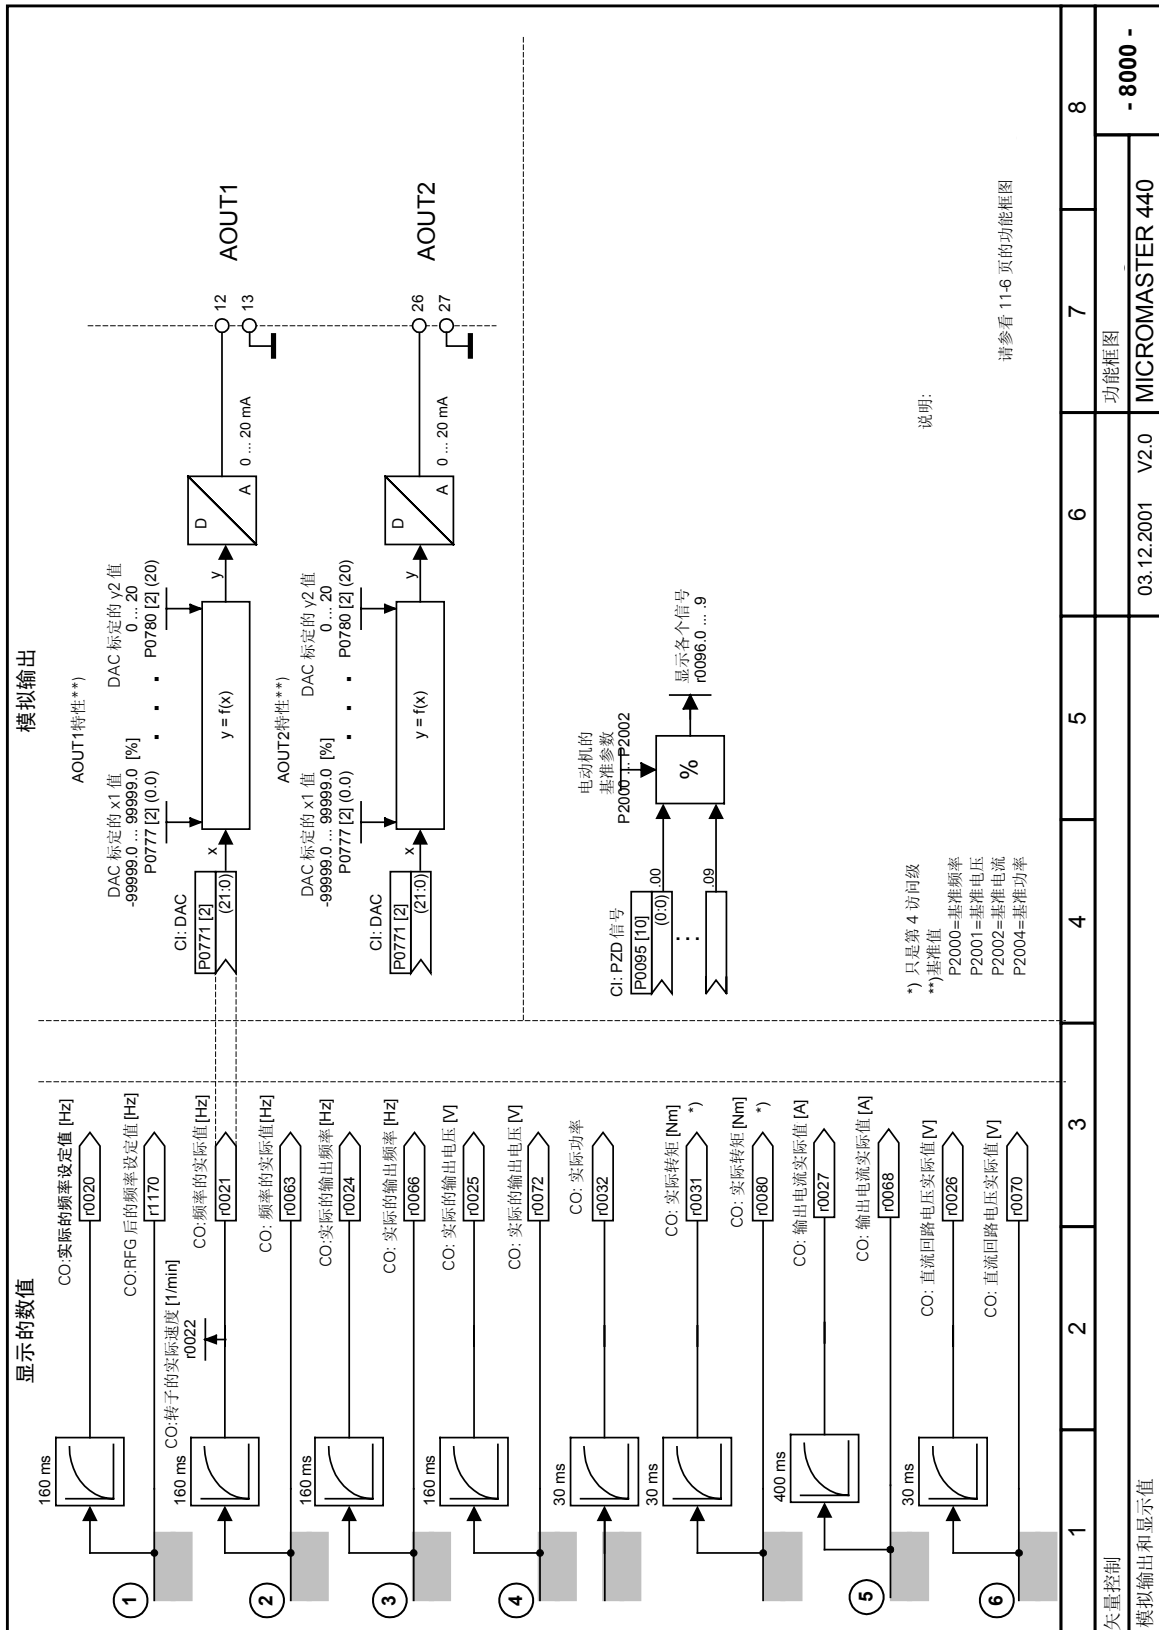 显示的数值
模拟输出
160 ms
CO:实际的频率设定值 [Hz]
r0020
1
CO:RFG 后的频率设定值 [Hz]
r1170
CO:转子的实际速度 [1/min]
r0022
160 ms
CO:频率的实际值 [Hz]
r0021
2
CO: 频率的实际值 [Hz]
r0063
160 ms
CO:实际的输出频率 [Hz]
r0024
3
CO: 实际的输出频率 [Hz]
r0066
160 ms
CO: 实际的输出电压 [V]
r0025
4
CO: 实际的输出电压 [V]
r0072
30 ms
CO: 实际功率
r0032
30 ms
CO: 实际转矩 [Nm]
r0031
*)
CO: 实际转矩 [Nm]
r0080
*)
400 ms
CO: 输出电流实际值 [A]
r0027
5
CO: 输出电流实际值 [A]
r0068
30 ms
CO: 直流回路电压实际值 [V]
r0026
6
CO: 直流回路电压实际值 [V]
r0070
AOUT1特性**)
DAC 标定的 x1 值
-99999.0 ... 99999.0 [%]
P0777 [2] (0.0)
. . .
DAC 标定的 y2 值
0 ... 20
P0780 [2] (20)
CI: DAC
P0771 [2]
(21:0)
x
y = f(x)
y
D
A
0 ... 20 mA
12
13
AOUT1
AOUT2特性**)
DAC 标定的 x1 值
-99999.0 ... 99999.0 [%]
P0777 [2] (0.0)
. . .
DAC 标定的 y2 值
0 ... 20
P0780 [2] (20)
CI: DAC
P0771 [2]
(21:0)
x
y = f(x)
y
D
A
0 ... 20 mA
26
27
AOUT2
电动机的
基准参数
P2000 ... P2002
CI: PZD 信号
P0095 [10]
(0:0)
.00
. . .
.09
%
显示各个信号
r0096.0 ... .9
*) 只是第 4 访问级
**)基准值
P2000=基准频率
P2001=基准电压
P2002=基准电流
P2004=基准功率
说明:
请参看 11-6 页的功能框图
1
2
3
4
5
6
7
8
矢量控制
功能框图
- 8000 -
模拟输出和显示值
03.12.2001
V2.0
MICROMASTER 440